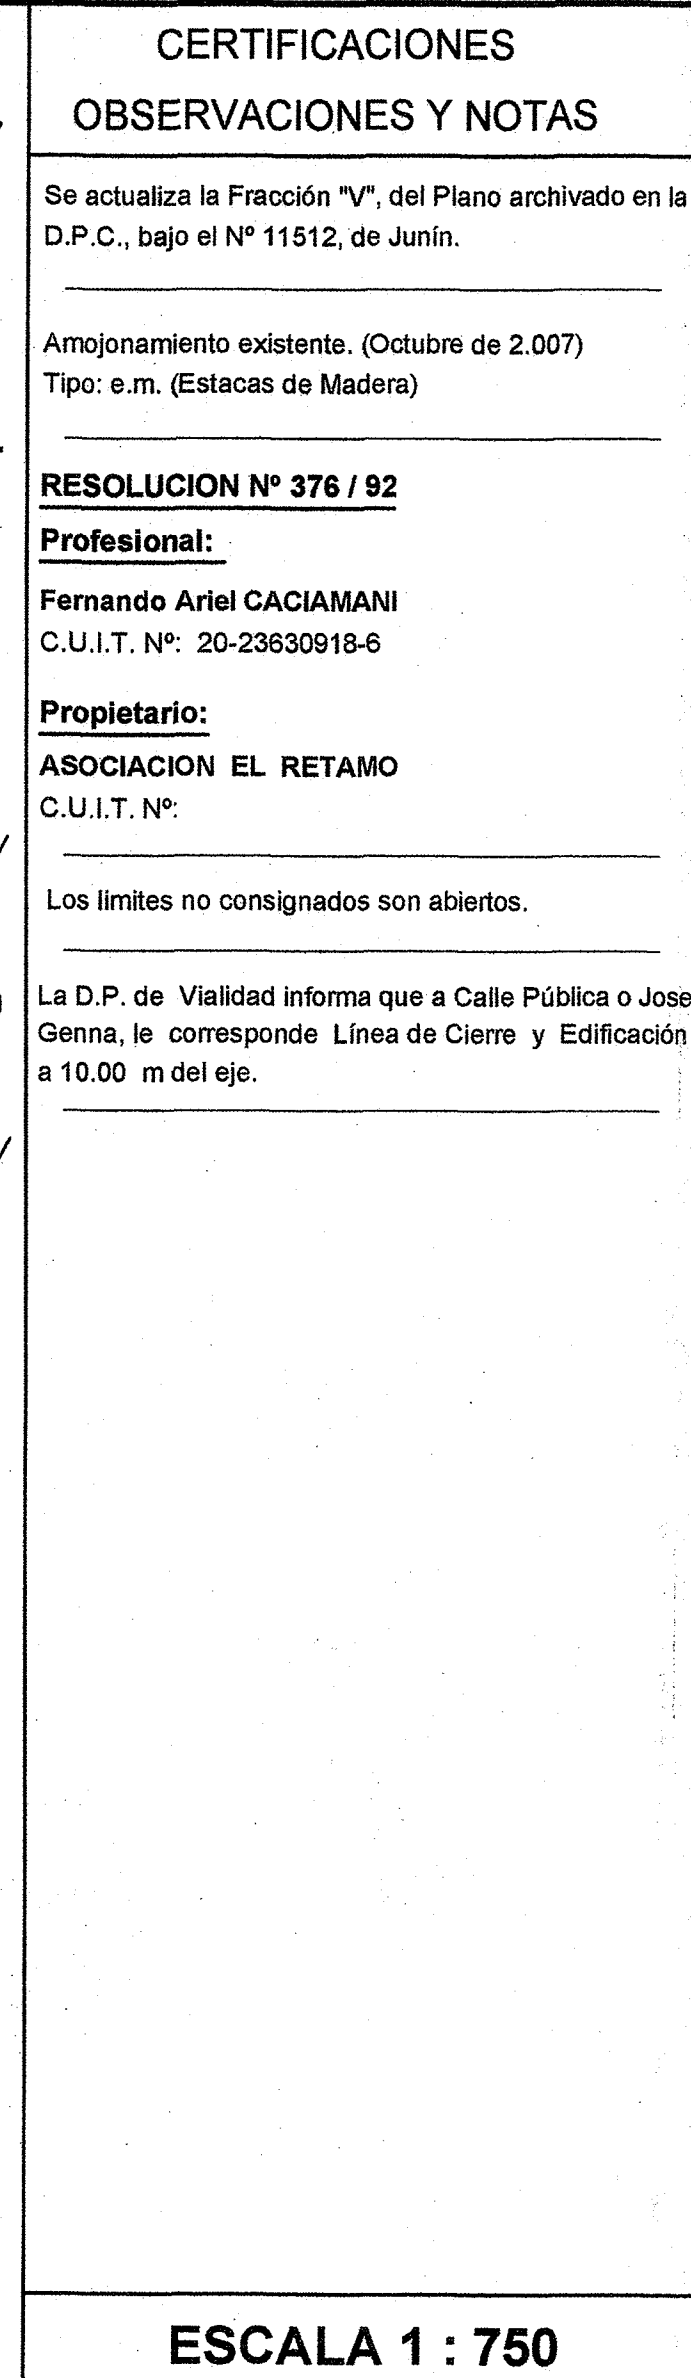 CERTIFICACIONES
OBSERVACIONES Y NOTAS
Se actualiza la Fracción "V", del Plano archivado en la
D.P.C., bajo el Nº 11512, de Junín.
Amojonamiento existente. (Octubre de 2.007)
Tipo: e.m. (Estacas de Madera)
RESOLUCION Nº 376 / 92
Profesional:
Fernando Ariel CACIAMANI
C.U.I.T. Nº: 20-23630918-6
Propietario:
ASOCIACION EL RETAMO
C.U.I.T. Nº:
Los limites no consignados son abiertos.
La D.P. de Vialidad informa que a Calle Pública o Jose
Genna, le corresponde Línea de Cierre y Edificación
a 10.00 m del eje.
ESCALA 1 : 750